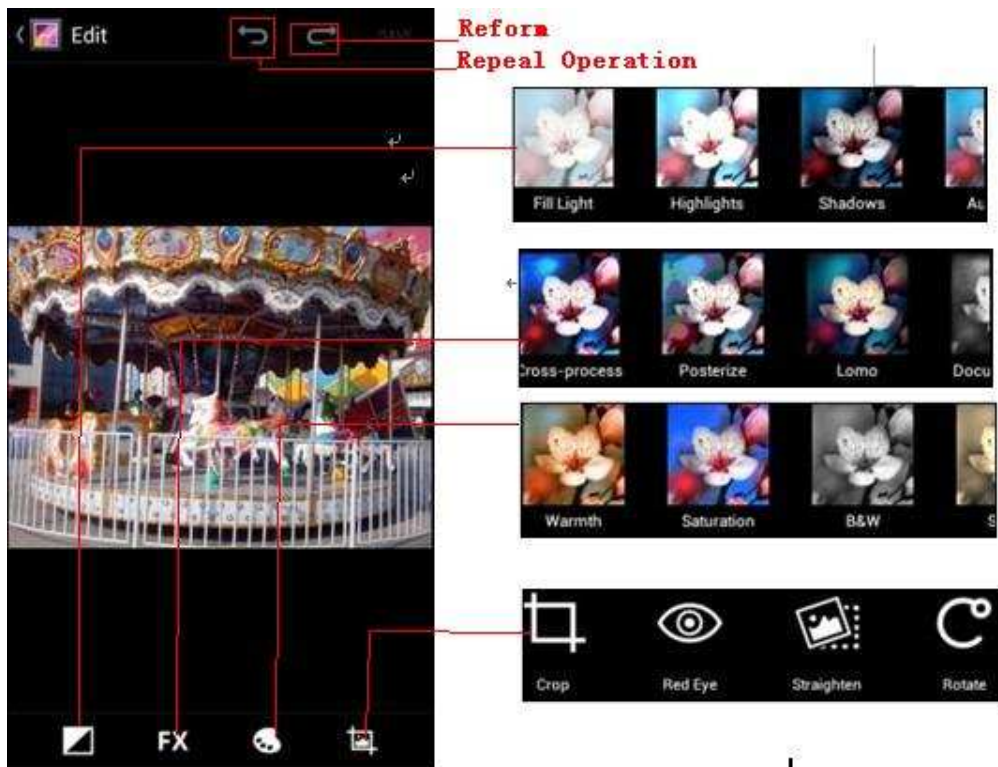 Edit
Reform
Repeal Operation
Fill Light Highlights Shadows
Cross-process Posterize Lomo Docu
Warmth Saturation B&W S
Crop Red Eye Straighten Rotate
FX